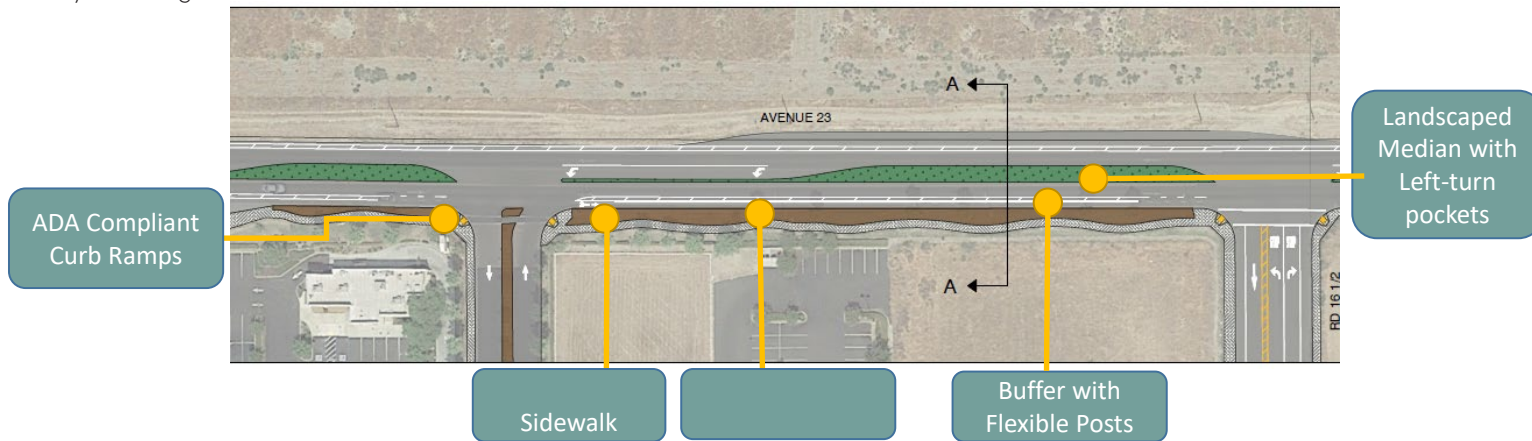 A
AVENUE 23
Landscaped
Median with
Left-turn
pockets
ADA Compliant
Curb Ramps
A
RD 16 1/2
Sidewalk
Buffer with
Flexible Posts